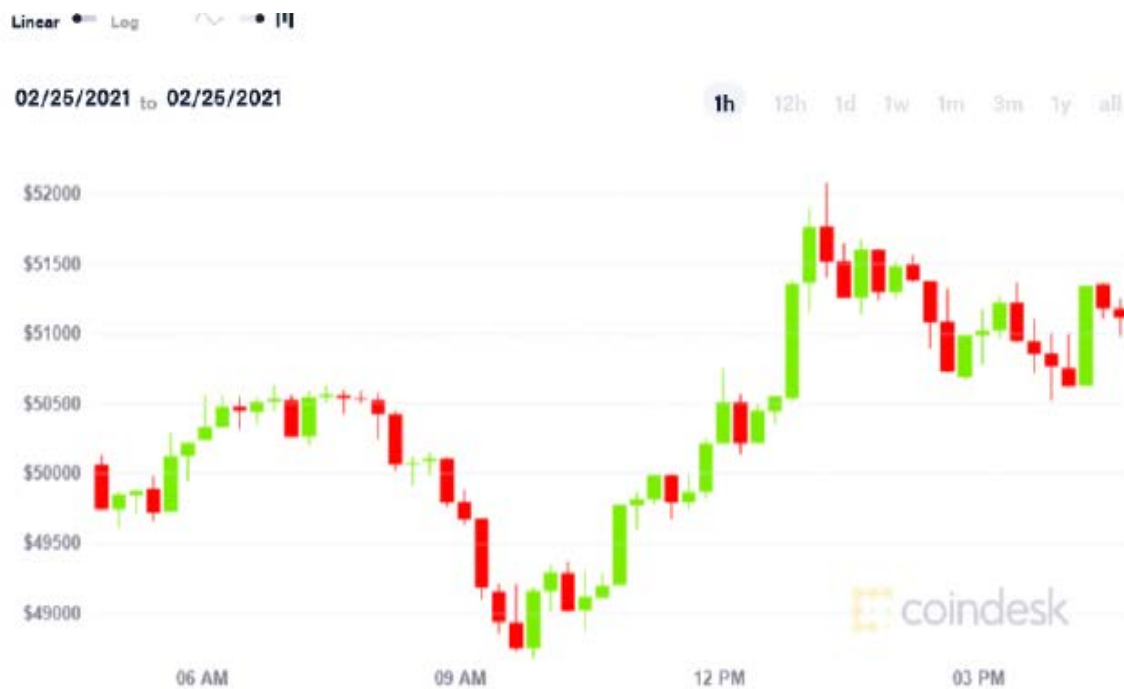 Linear Log
02/25/2021 to 02/25/2021 1h 12h 1d 1w 1m 3m 1y all
$52000
$51500
$51000
$50500
$50000
$49500
$49000
coindesk
06 AM 09 AM 12 PM 03 PM